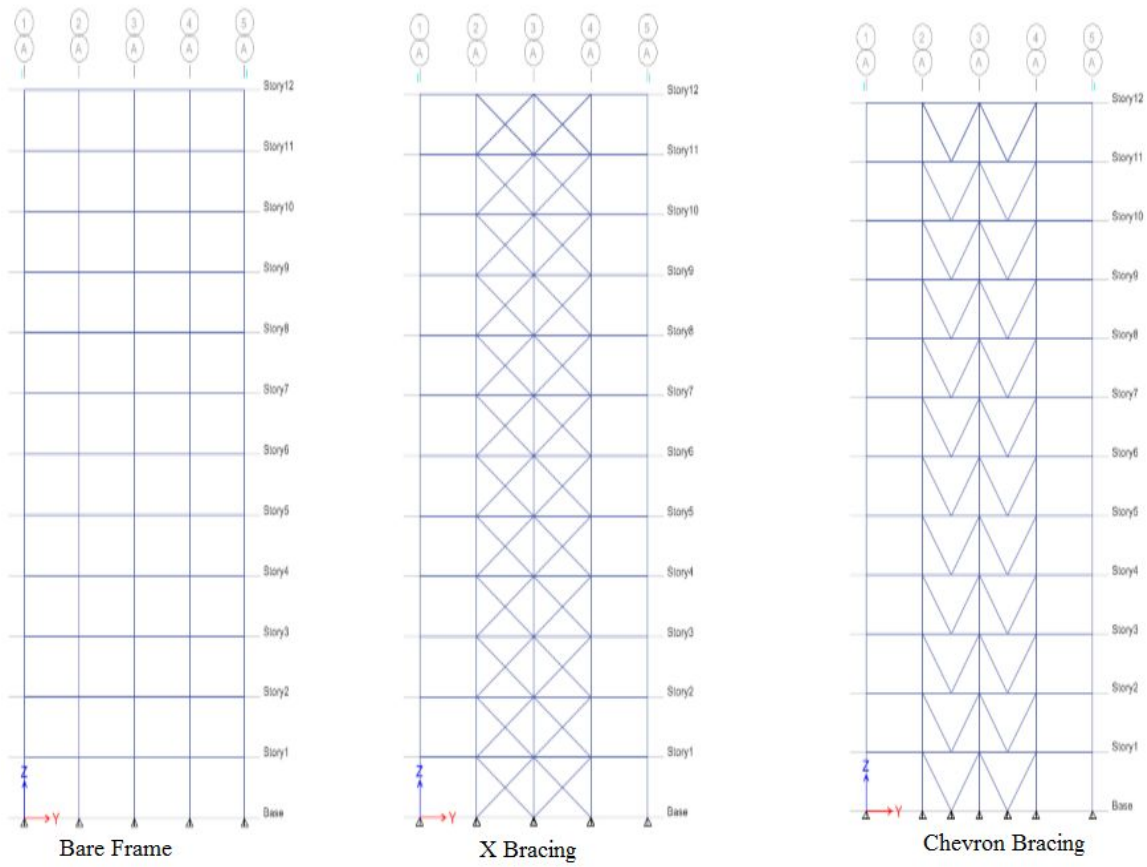 1 2 3 4 5
A A A A A
Story12
Story11
Story10
Story9
Story8
Story7
Story6
Story5
Story4
Story3
Story2
Story1
Z
Base
Y
Bare Frame
1 2 3 4 5
A A A A A
Story12
Story11
Story10
Story9
Story8
Story7
Story6
Story5
Story4
Story3
Story2
Story1
Z
Base
Y
X Bracing
1 2 3 4 5
A A A A A
Story12
Story11
Story10
Story9
Story8
Story7
Story6
Story5
Story4
Story3
Story2
Story1
Z
Base
Y
Chevron Bracing